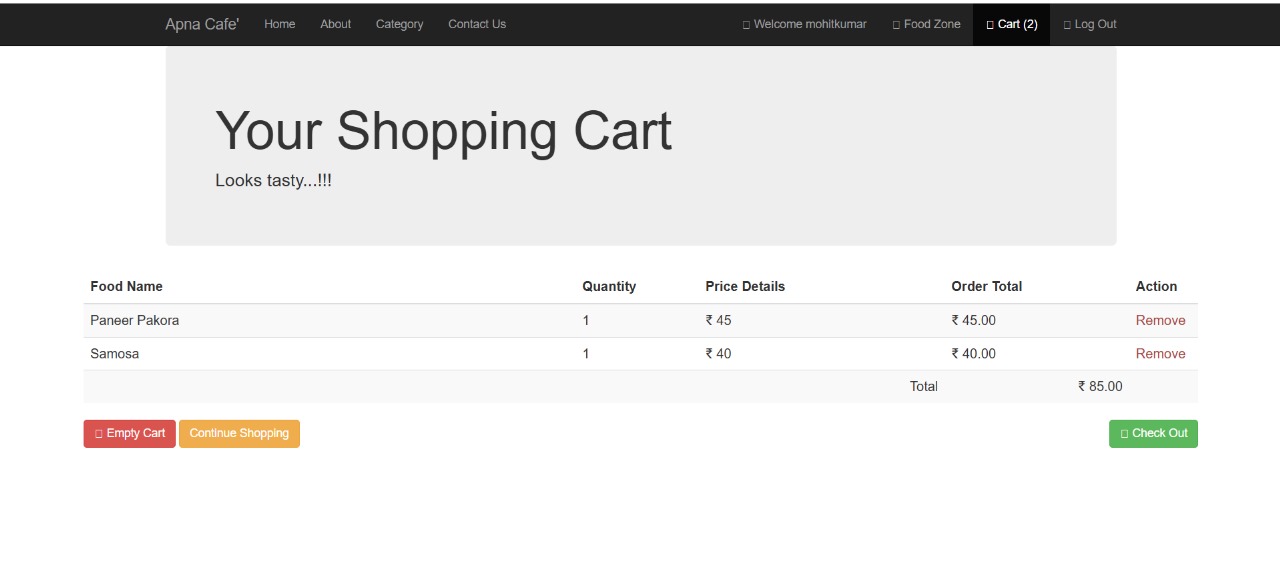 Apna Cafe' Home About Category Contact Us Welcome mohitkumar Food Zone Cart (2) Log Out
Your Shopping Cart
Looks tasty...!!!
Food Name Quantity Price Details Order Total Action
Paneer Pakora 1 ₹ 45 ₹ 45.00 Remove
Samosa 1 ₹ 40 ₹ 40.00 Remove
Total ₹ 85.00
Empty Cart Continue Shopping Check Out